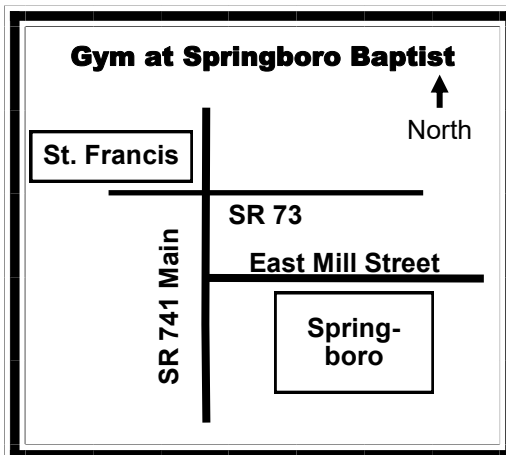 Gym at Springboro Baptist
North
St. Francis
SR 73
SR 741 Main
East Mill Street
Spring-
boro